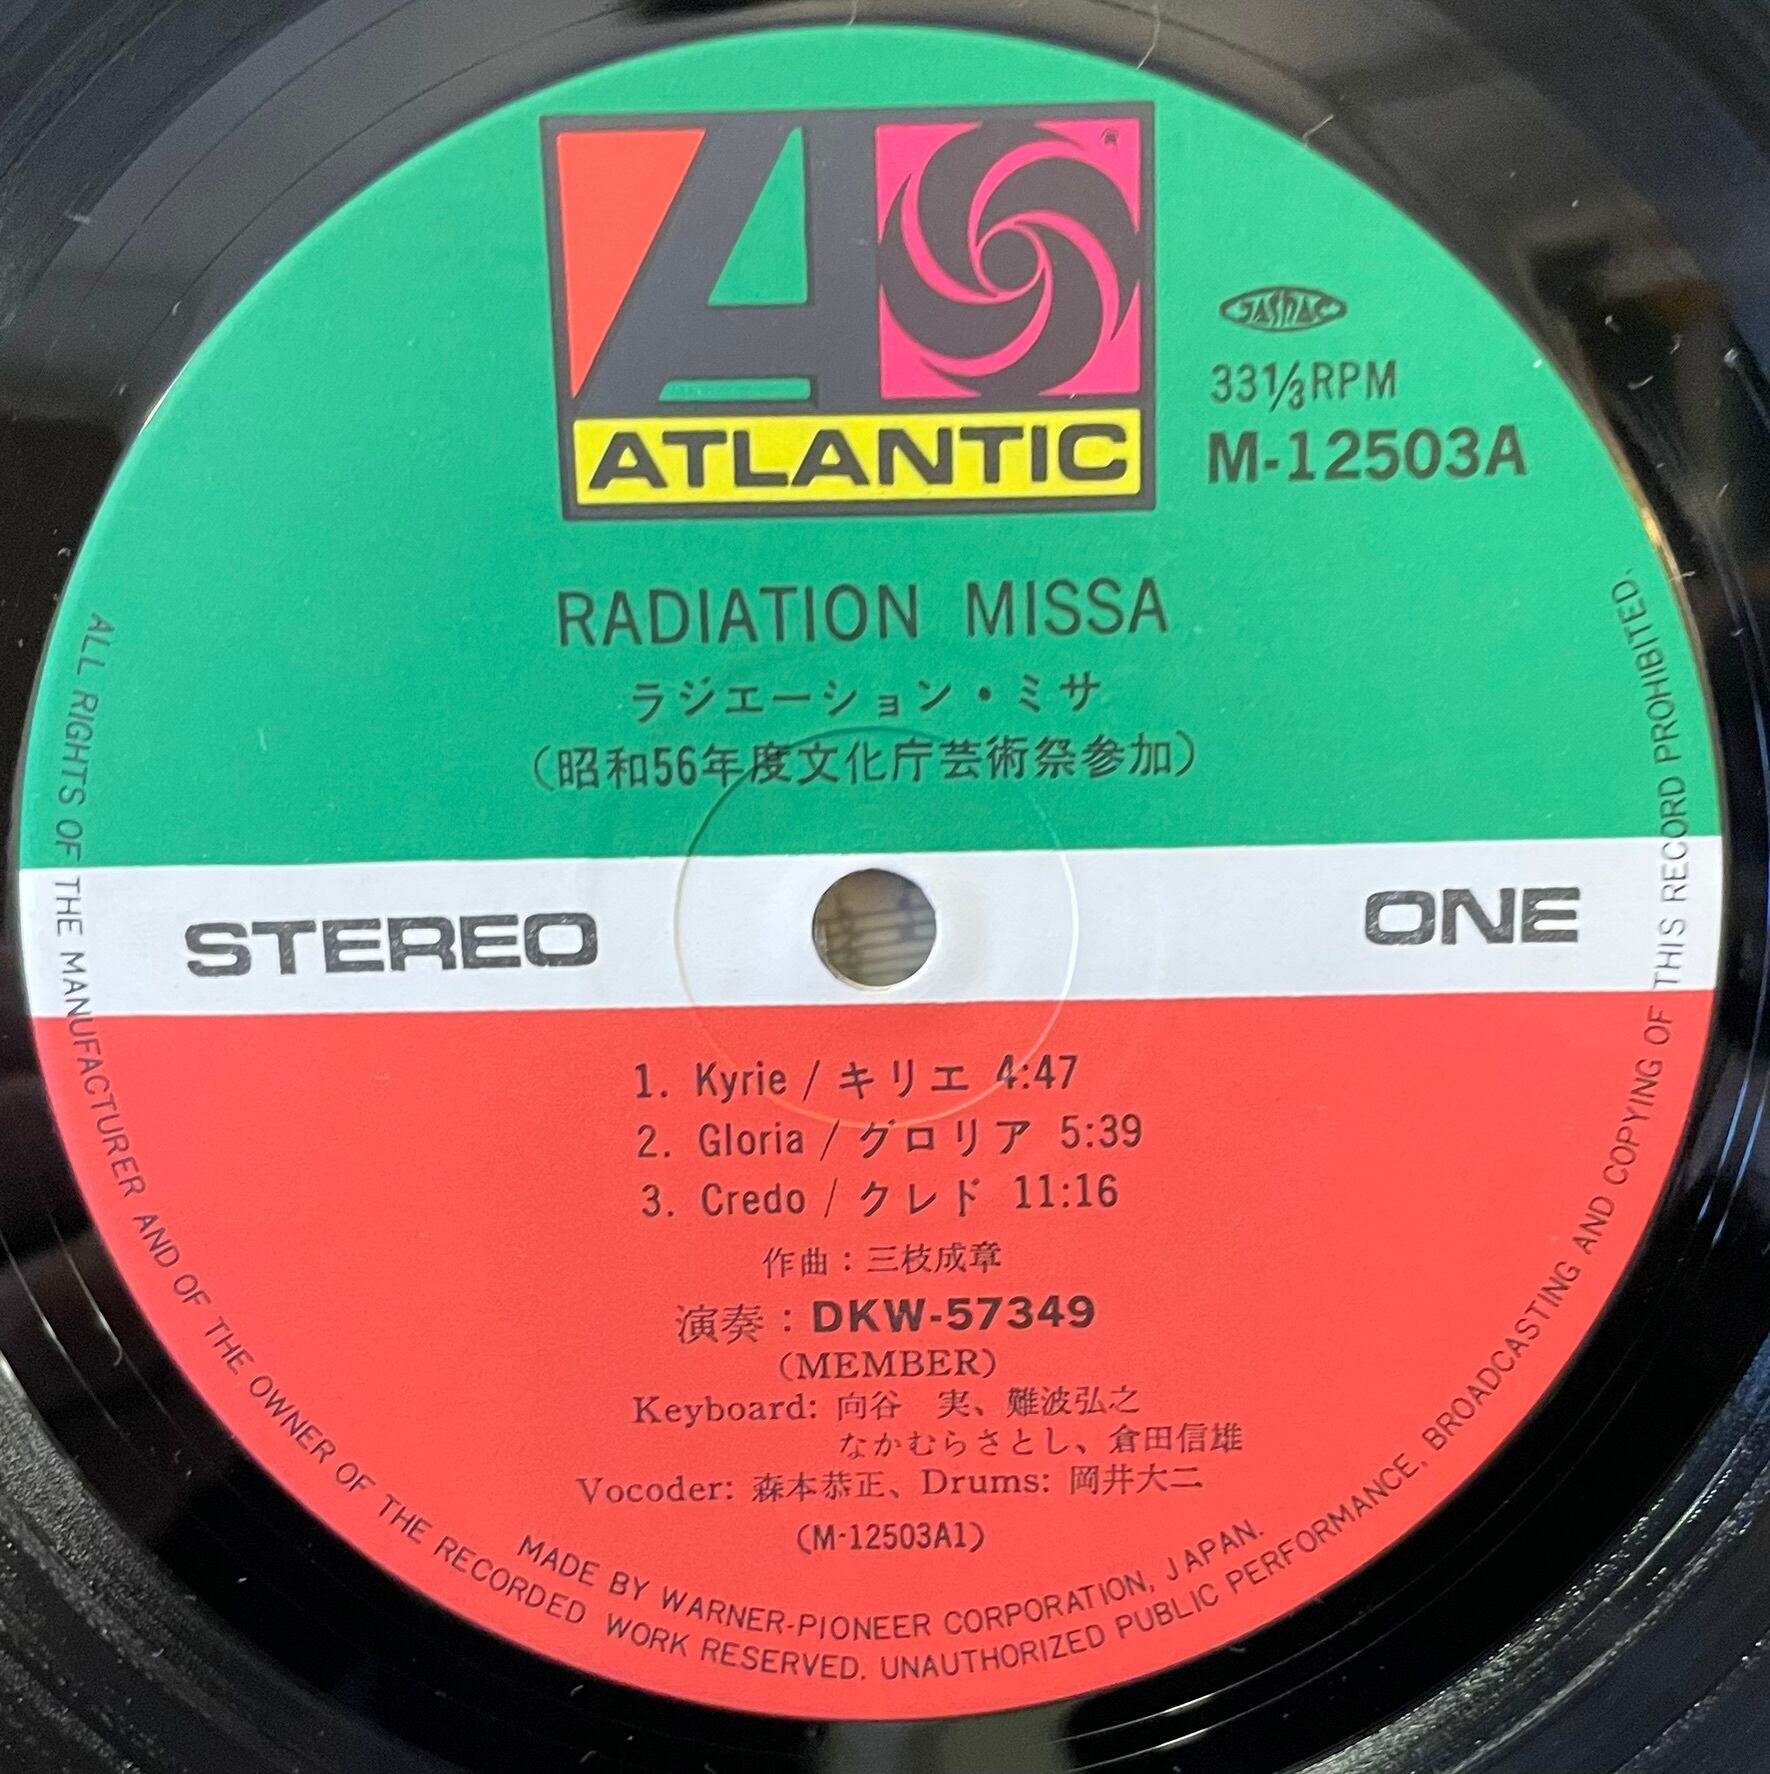 ATLANTIC
JASRAC
33 1/3 RPM
M-12503A
RADIATION MISSA
ラジエーション・ミサ
(昭和56年度文化庁芸術祭参加)
STEREO
ONE
1. Kyrie / キリエ 4:47
2. Gloria / グロリア 5:39
3. Credo / クレド 11:16
作曲：三枝成章
演奏：DKW-57349
(MEMBER)
Keyboard: 向谷 実、難波弘之
なかむらさとし、倉田信雄
Vocoder: 森本恭正、Drums: 岡井大二
(M-12503A1)
MADE BY WARNER-PIONEER CORPORATION, JAPAN.
ALL RIGHTS OF THE MANUFACTURER AND OF THE OWNER OF THE RECORDED WORK RESERVED. UNAUTHORIZED PUBLIC PERFORMANCE, BROADCASTING AND COPYING OF THIS RECORD PROHIBITED.